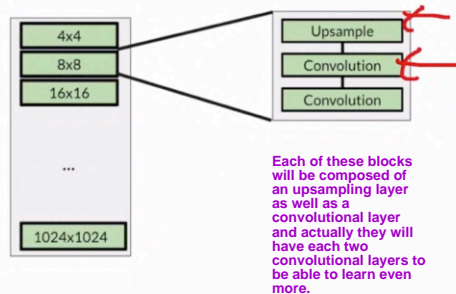 4x4
8x8
16x16
...
1024x1024
Upsample
Convolution
Convolution
Each of these blocks
will be composed of
an upsampling layer
as well as a
convolutional layer
and actually they will
have each two
convolutional layers to
be able to learn even
more.